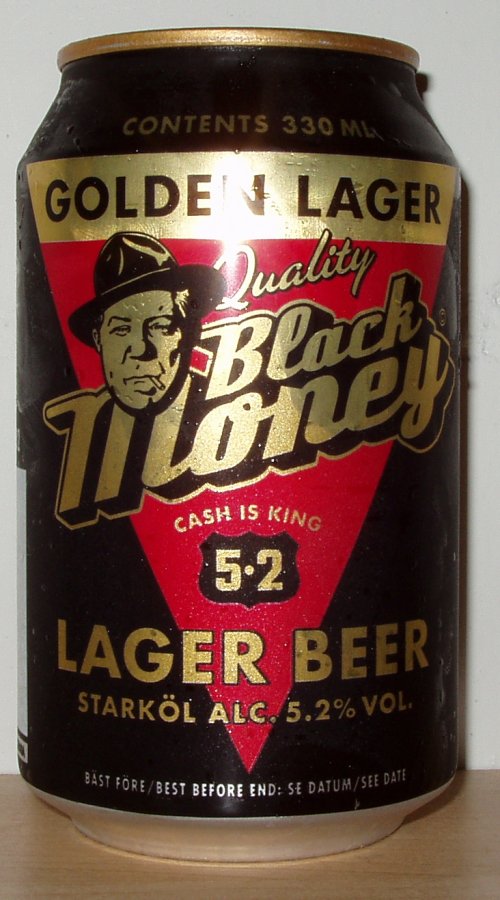 CONTENTS 330 ML
GOLDEN LAGER
Quality
Black
Money
CASH IS KING
5·2
LAGER BEER
STARKÖL ALC. 5.2% VOL.
BÄST FÖRE/BEST BEFORE END: SE DATUM/SEE DATE